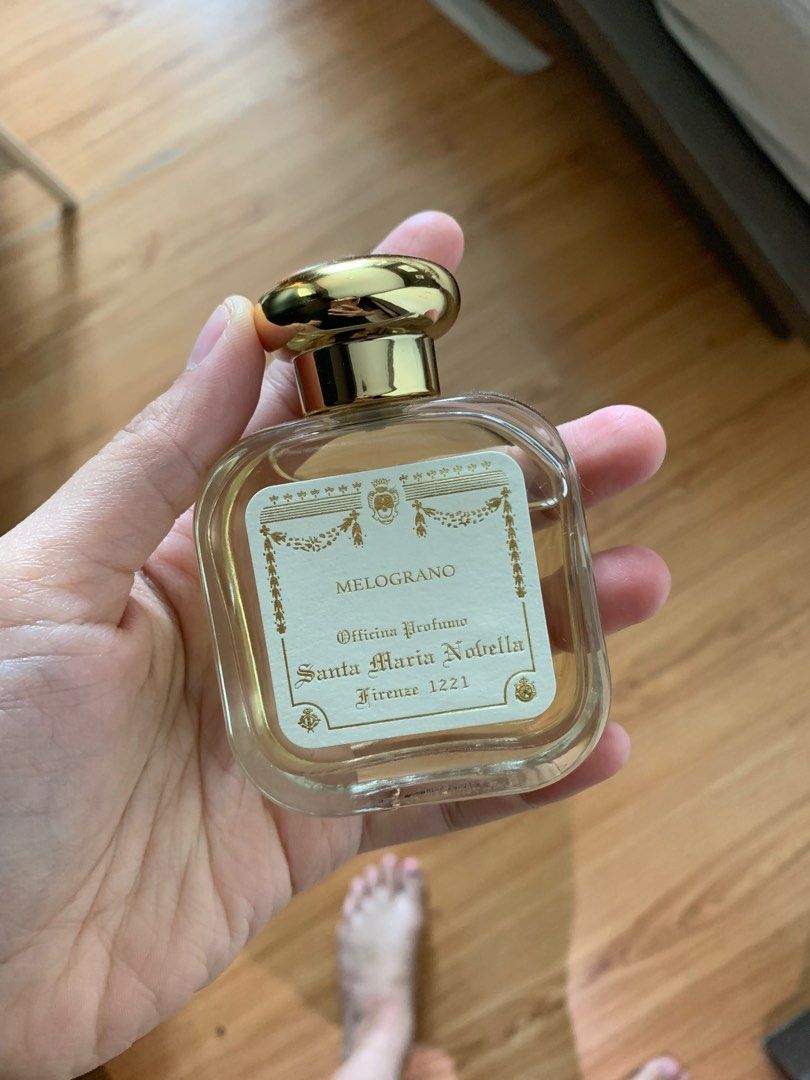 MELOGRANO
Officina Profumo
Santa Maria Novella
Firenze 1221